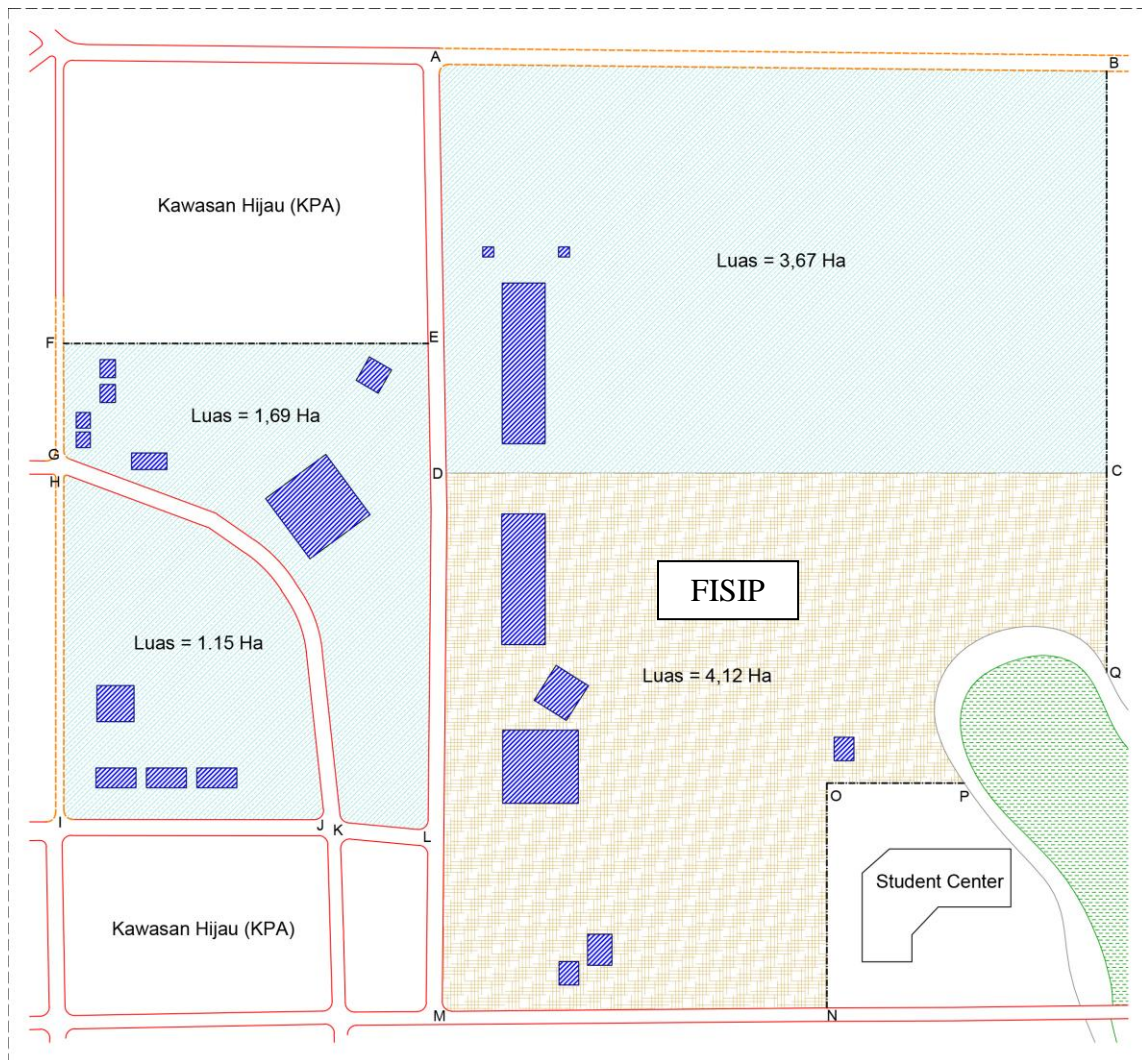 A
B
Kawasan Hijau (KPA)
Luas = 3,67 Ha
F
E
Luas = 1,69 Ha
G
H
D
C
FISIP
Luas = 1.15 Ha
Luas = 4,12 Ha
Q
O
P
I
J
K
L
Student Center
Kawasan Hijau (KPA)
M
N